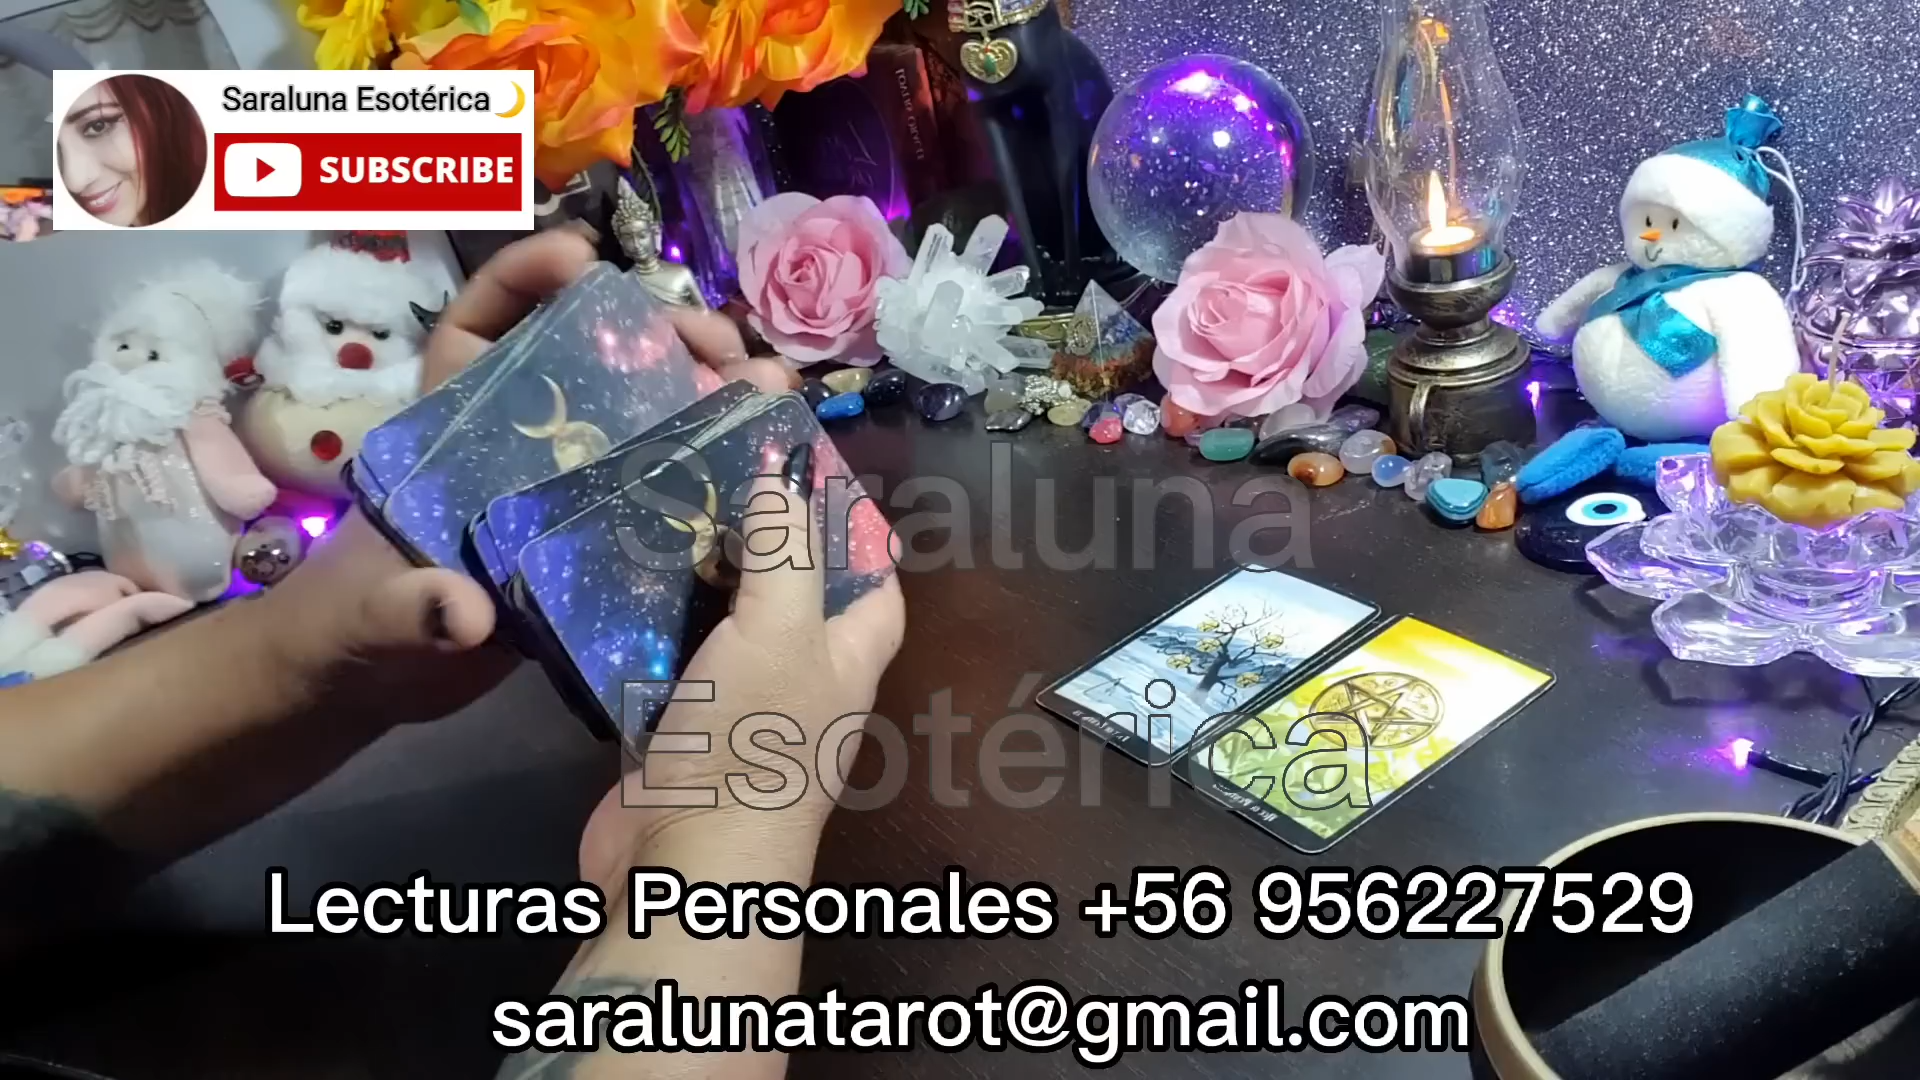 Saraluna Esotérica🌙
SUBSCRIBE
Saraluna
Esotérica
Lecturas Personales +56 956227529
saralunatarot@gmail.com